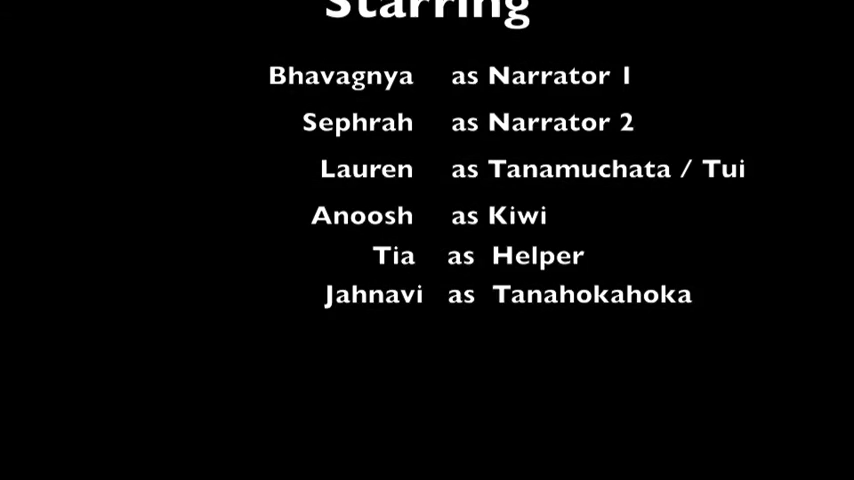 Starring
Bhavagnya as Narrator 1
Sephrah as Narrator 2
Lauren as Tanamuchata / Tui
Anoosh as Kiwi
Tia as Helper
Jahnavi as Tanahokahoka